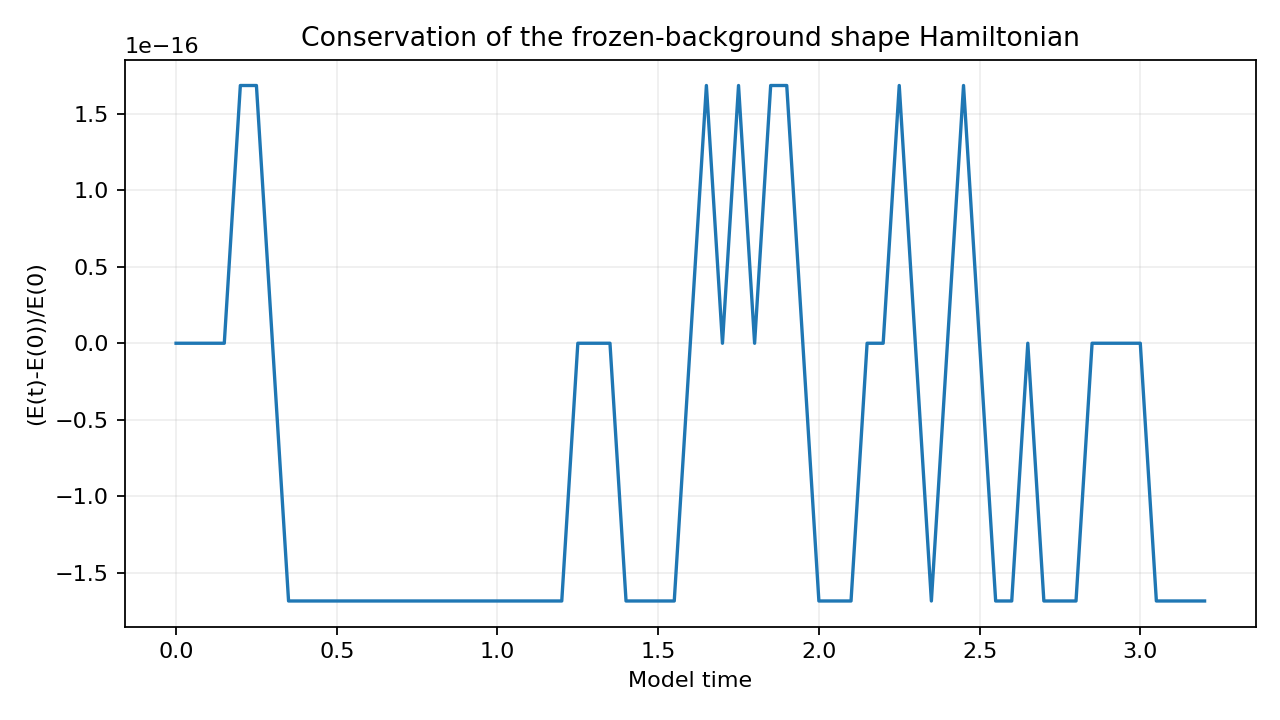 Conservation of the frozen-background shape Hamiltonian
1e−16
1.5
1.0
0.5
0.0
−0.5
−1.0
−1.5
(E(t)-E(0))/E(0)
0.0 0.5 1.0 1.5 2.0 2.5 3.0
Model time